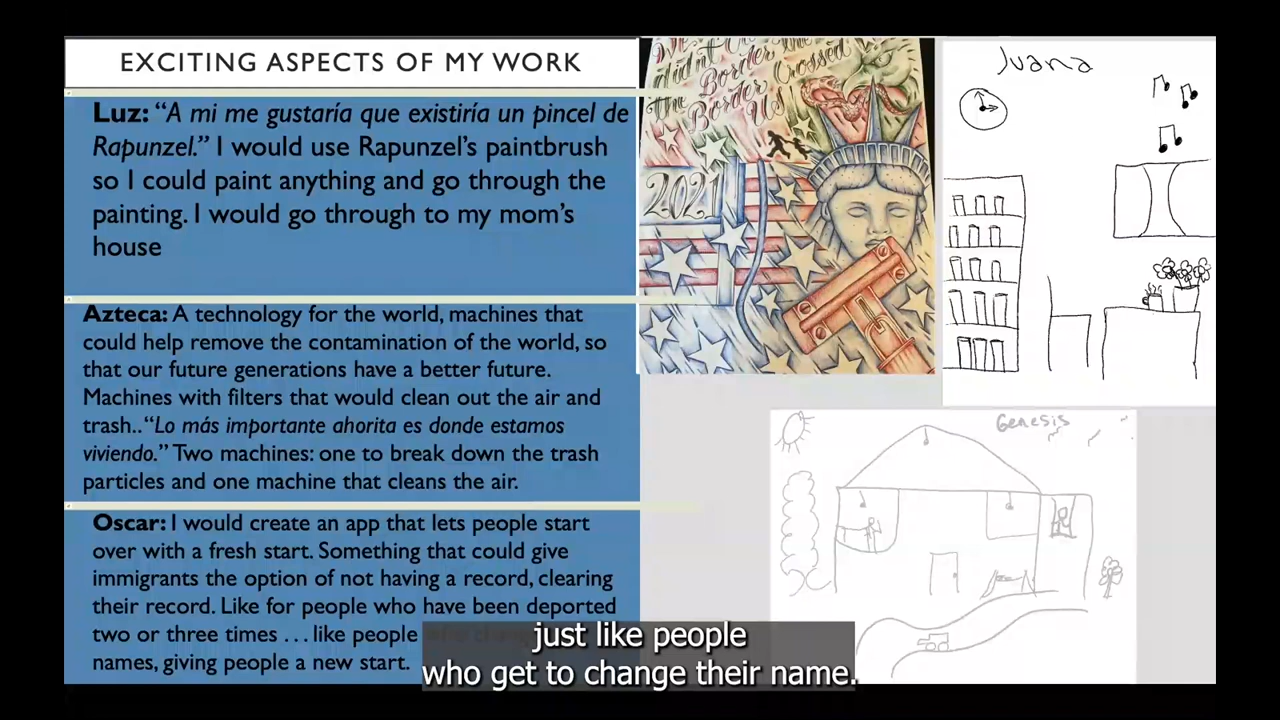 EXCITING ASPECTS OF MY WORK
Luz: “A mi me gustaría que existiría un pincel de
Rapunzel.” I would use Rapunzel’s paintbrush
so I could paint anything and go through the
painting. I would go through to my mom’s
house
Azteca: A technology for the world, machines that
could help remove the contamination of the world, so
that our future generations have a better future.
Machines with filters that would clean out the air and
trash.. “Lo más importante ahorita es donde estamos
viviendo.” Two machines: one to break down the trash
particles and one machine that cleans the air.
Oscar: I would create an app that lets people start
over with a fresh start. Something that could give
immigrants the option of not having a record, clearing
their record. Like for people who have been deported
two or three times . . . like people
names, giving people a new start.
We
didn't
Border
Crossed
the Border
Us
2021
Juana
Genesis
just like people
who get to change their name.